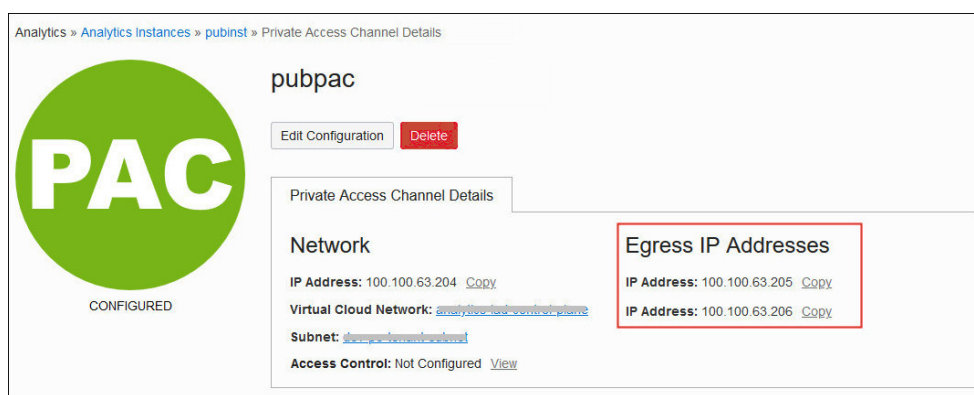 Analytics » Analytics Instances » pubinst » Private Access Channel Details
PAC
CONFIGURED
pubpac
Edit Configuration Delete
Private Access Channel Details
Network
IP Address: 100.100.63.204 Copy
Virtual Cloud Network:
Subnet:
Access Control: Not Configured View
Egress IP Addresses
IP Address: 100.100.63.205 Copy
IP Address: 100.100.63.206 Copy